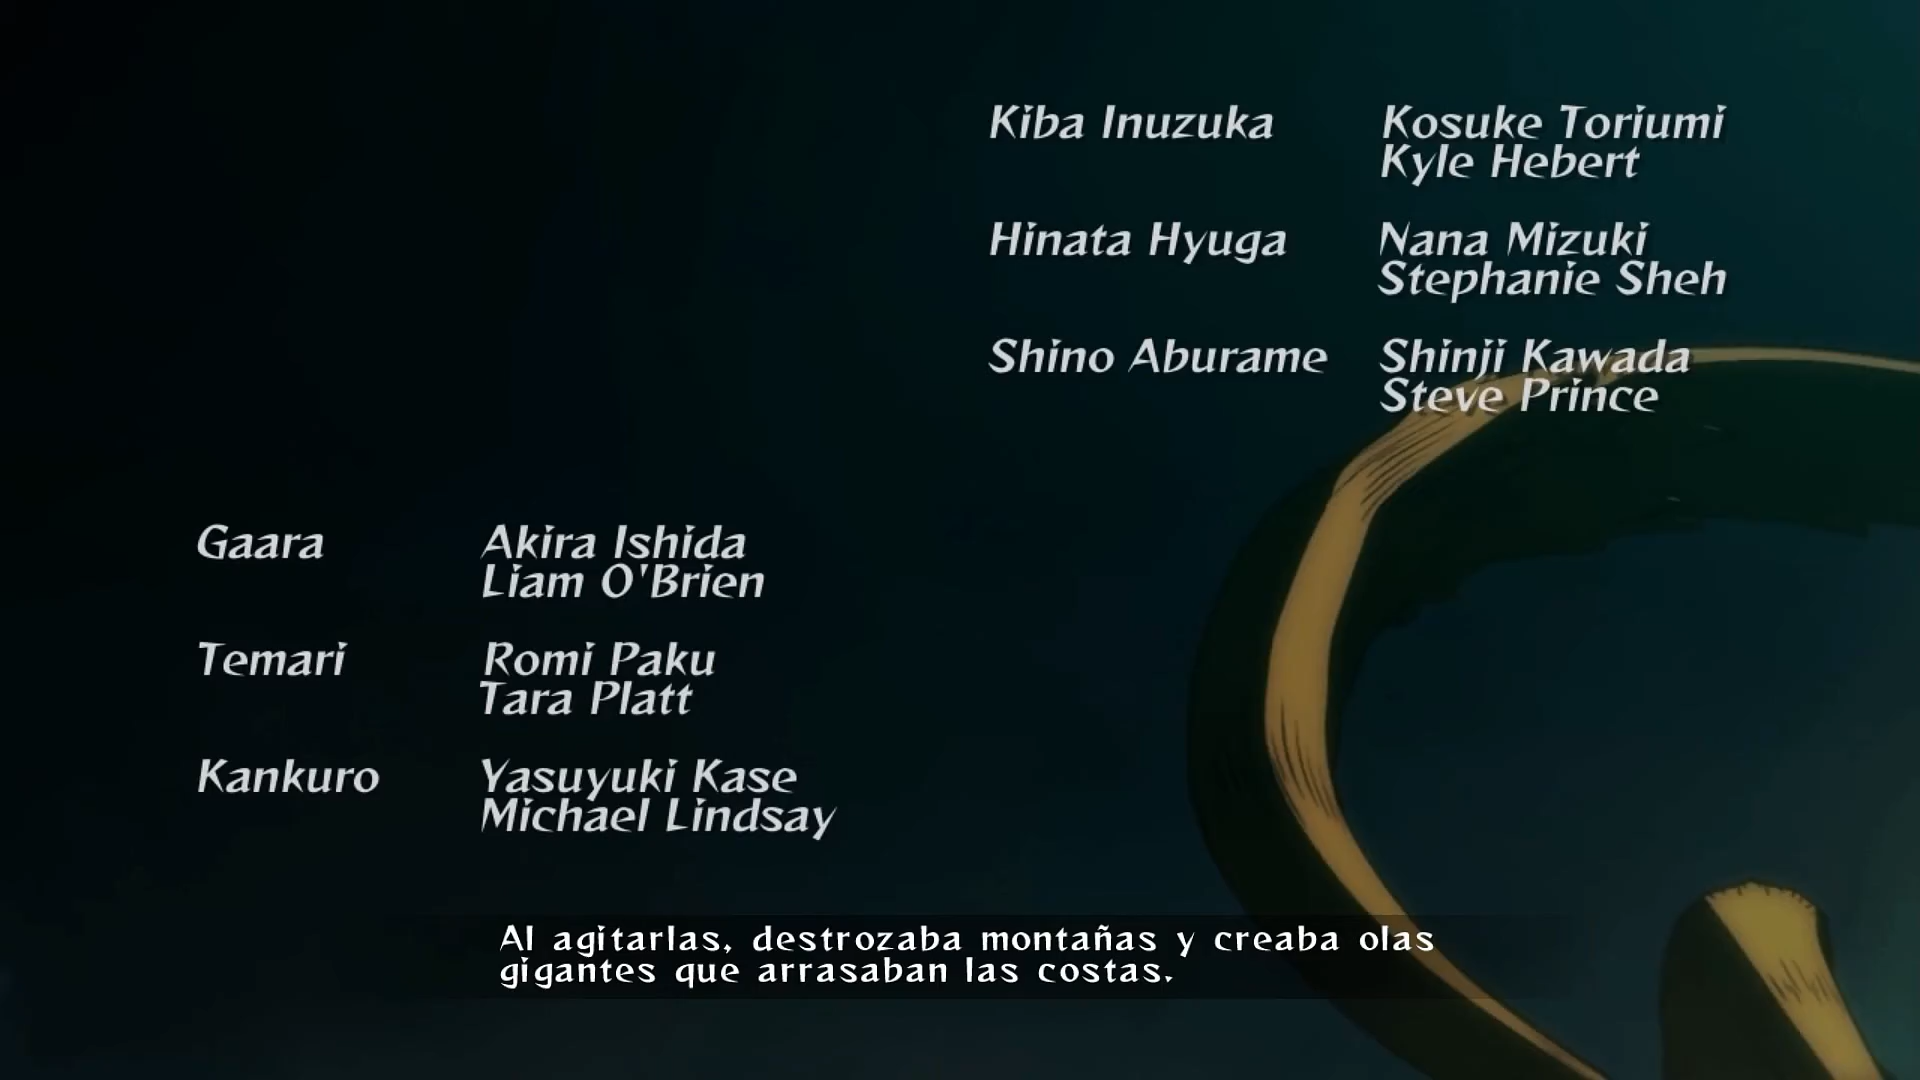 Kiba Inuzuka Kosuke Toriumi
Kyle Hebert
Hinata Hyuga Nana Mizuki
Stephanie Sheh
Shino Aburame Shinji Kawada
Steve Prince
Gaara Akira Ishida
Liam O'Brien
Temari Romi Paku
Tara Platt
Kankuro Yasuyuki Kase
Michael Lindsay
Al agitarlas, destrozaba montañas y creaba olas
gigantes que arrasaban las costas.